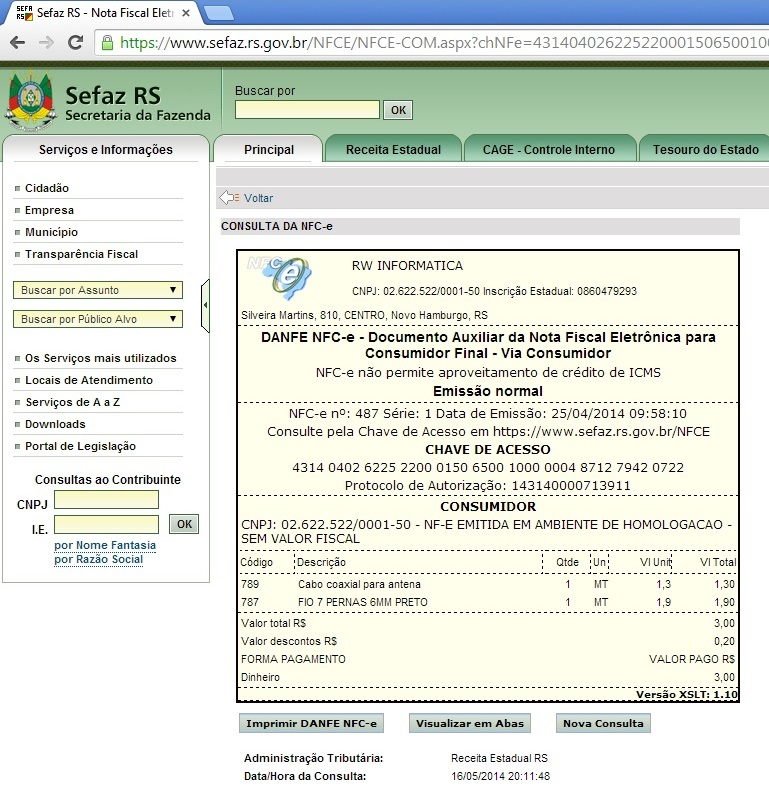 SEFA RS Sefaz RS - Nota Fiscal Elet
https://www.sefaz.rs.gov.br/NFCE/NFCE-COM.aspx?chNFe=4314040262252200015065001000
Sefaz RS
Secretaria da Fazenda
Buscar por
OK
Serviços e Informações
Principal
Receita Estadual
CAGE - Controle Interno
Tesouro do Estado
Cidadão
Empresa
Município
Transparência Fiscal
Buscar por Assunto
Buscar por Público Alvo
Os Serviços mais utilizados
Locais de Atendimento
Serviços de A a Z
Downloads
Portal de Legislação
Consultas ao Contribuinte
CNPJ
I.E. OK
por Nome Fantasia
por Razão Social
Voltar
CONSULTA DA NFC-e
NFC e
RW INFORMATICA
CNPJ: 02.622.522/0001-50 Inscrição Estadual: 0860479293
Silveira Martins, 810, CENTRO, Novo Hamburgo, RS
DANFE NFC-e - Documento Auxiliar da Nota Fiscal Eletrônica para
Consumidor Final - Via Consumidor
NFC-e não permite aproveitamento de crédito de ICMS
Emissão normal
NFC-e nº: 487 Série: 1 Data de Emissão: 25/04/2014 09:58:10
Consulte pela Chave de Acesso em https://www.sefaz.rs.gov.br/NFCE
CHAVE DE ACESSO
4314 0402 6225 2200 0150 6500 1000 0004 8712 7942 0722
Protocolo de Autorização: 143140000713911
CONSUMIDOR
CNPJ: 02.622.522/0001-50 - NF-E EMITIDA EM AMBIENTE DE HOMOLOGACAO -
SEM VALOR FISCAL
Código Descrição Qtde Un Vl Unit Vl Total
789 Cabo coaxial para antena 1 MT 1,3 1,30
787 FIO 7 PERNAS 6MM PRETO 1 MT 1,9 1,90
Valor total R$ 3,00
Valor descontos R$ 0,20
FORMA PAGAMENTO VALOR PAGO R$
Dinheiro 3,00
Versão XSLT: 1.10
Imprimir DANFE NFC-e
Visualizar em Abas
Nova Consulta
Administração Tributária: Receita Estadual RS
Data/Hora da Consulta: 16/05/2014 20:11:48